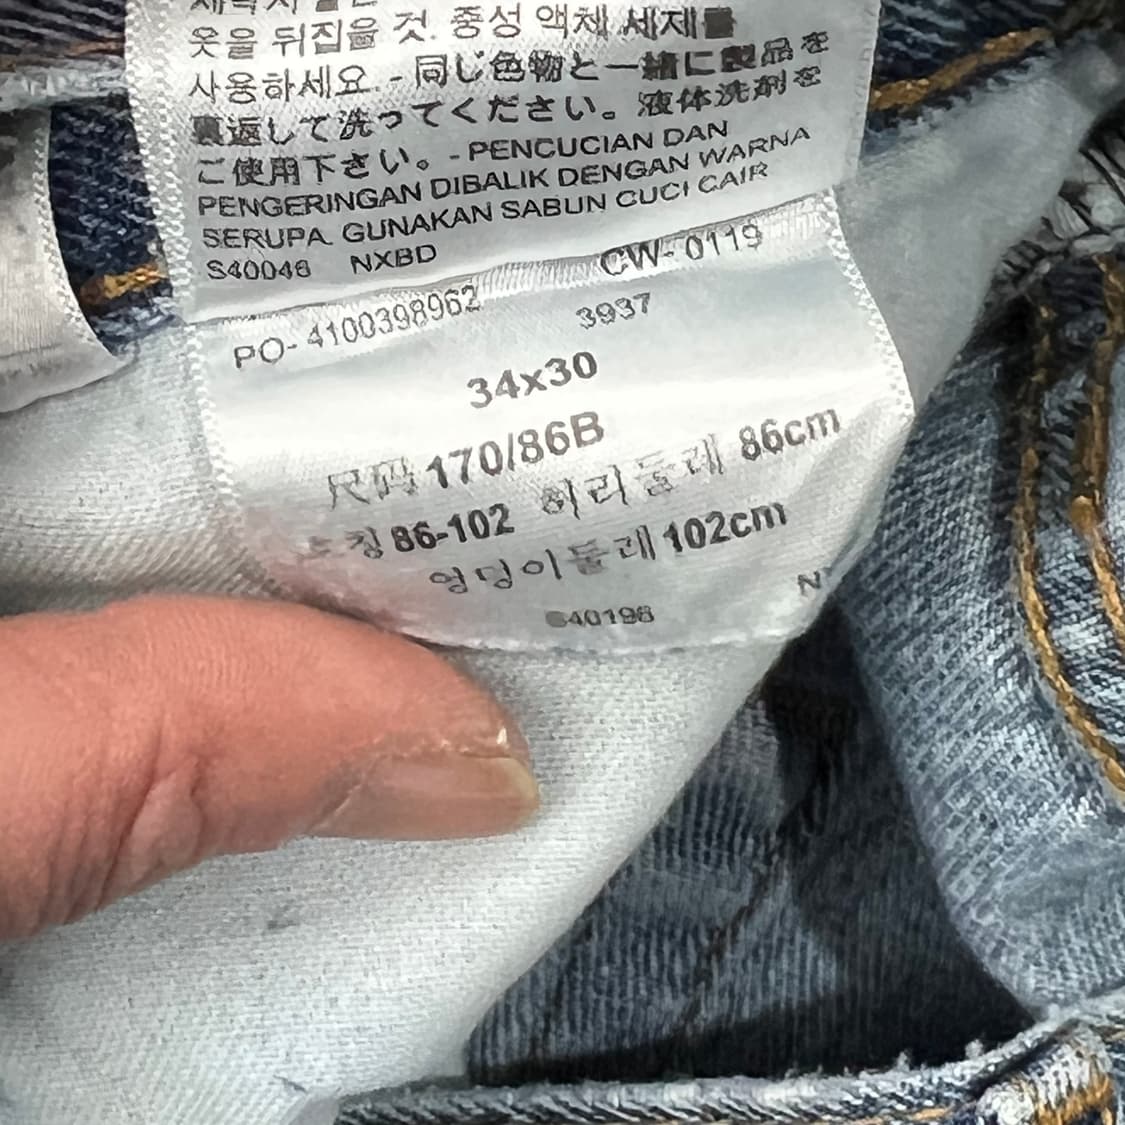 옷을 뒤집을 것. 중성 액체 세제를
사용하세요. - 同じ色物と一緒に製品を
裏返して洗ってください。液体洗剤を
ご使用下さい。- PENCUCIAN DAN
PENGERINGAN DIBALIK DENGAN WARNA
SERUPA. GUNAKAN SABUN CUCI CAIR
S40046 NXBD
PO- 4100398962 CW- 0119
3937
34x30
尺码 170/86B
호칭 86-102 허리둘레 86cm
엉덩이둘레 102cm
S40198